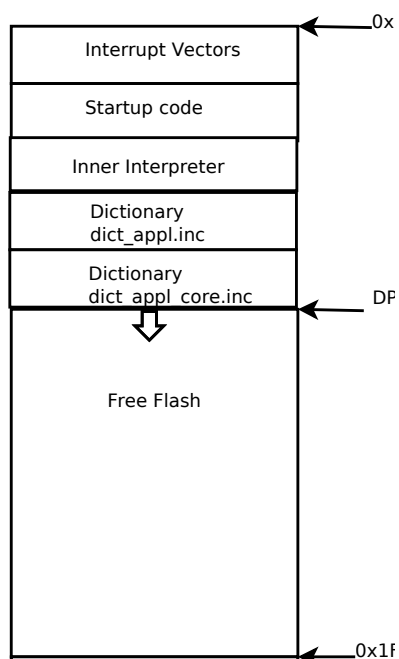 0x
Interrupt Vectors
Startup code
Inner Interpreter
Dictionary
dict_appl.inc
Dictionary
dict_appl_core.inc
DP
Free Flash
0x1F